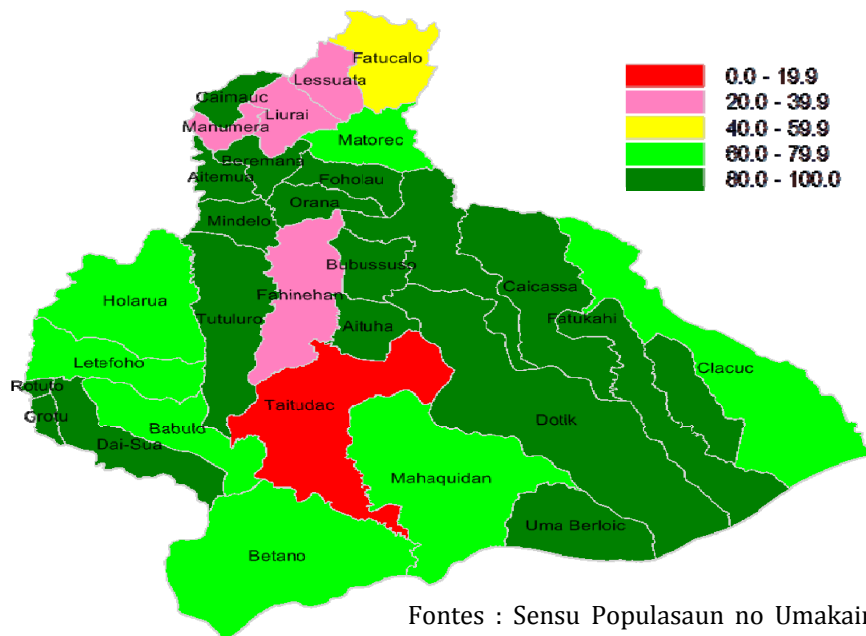 Fatucalo
Lessuata
Caimauc
Liurai
Manumera
Matorec
Beremana
Aitemua
Foholau
Orana
Mindelo
Bubussuso
Caicassa
Fahinehan
Holarua
Tutuluro
Aituha
Fatukahi
Letefoho
Clacuc
Rotuto
Taitudac
Grotu
Babulo
Dotik
Dai-Sua
Mahaquidan
Uma Berloic
Betano
0.0 - 19.9
20.0 - 39.9
40.0 - 59.9
60.0 - 79.9
80.0 - 100.0
Fontes : Sensu Populasaun no Umakain